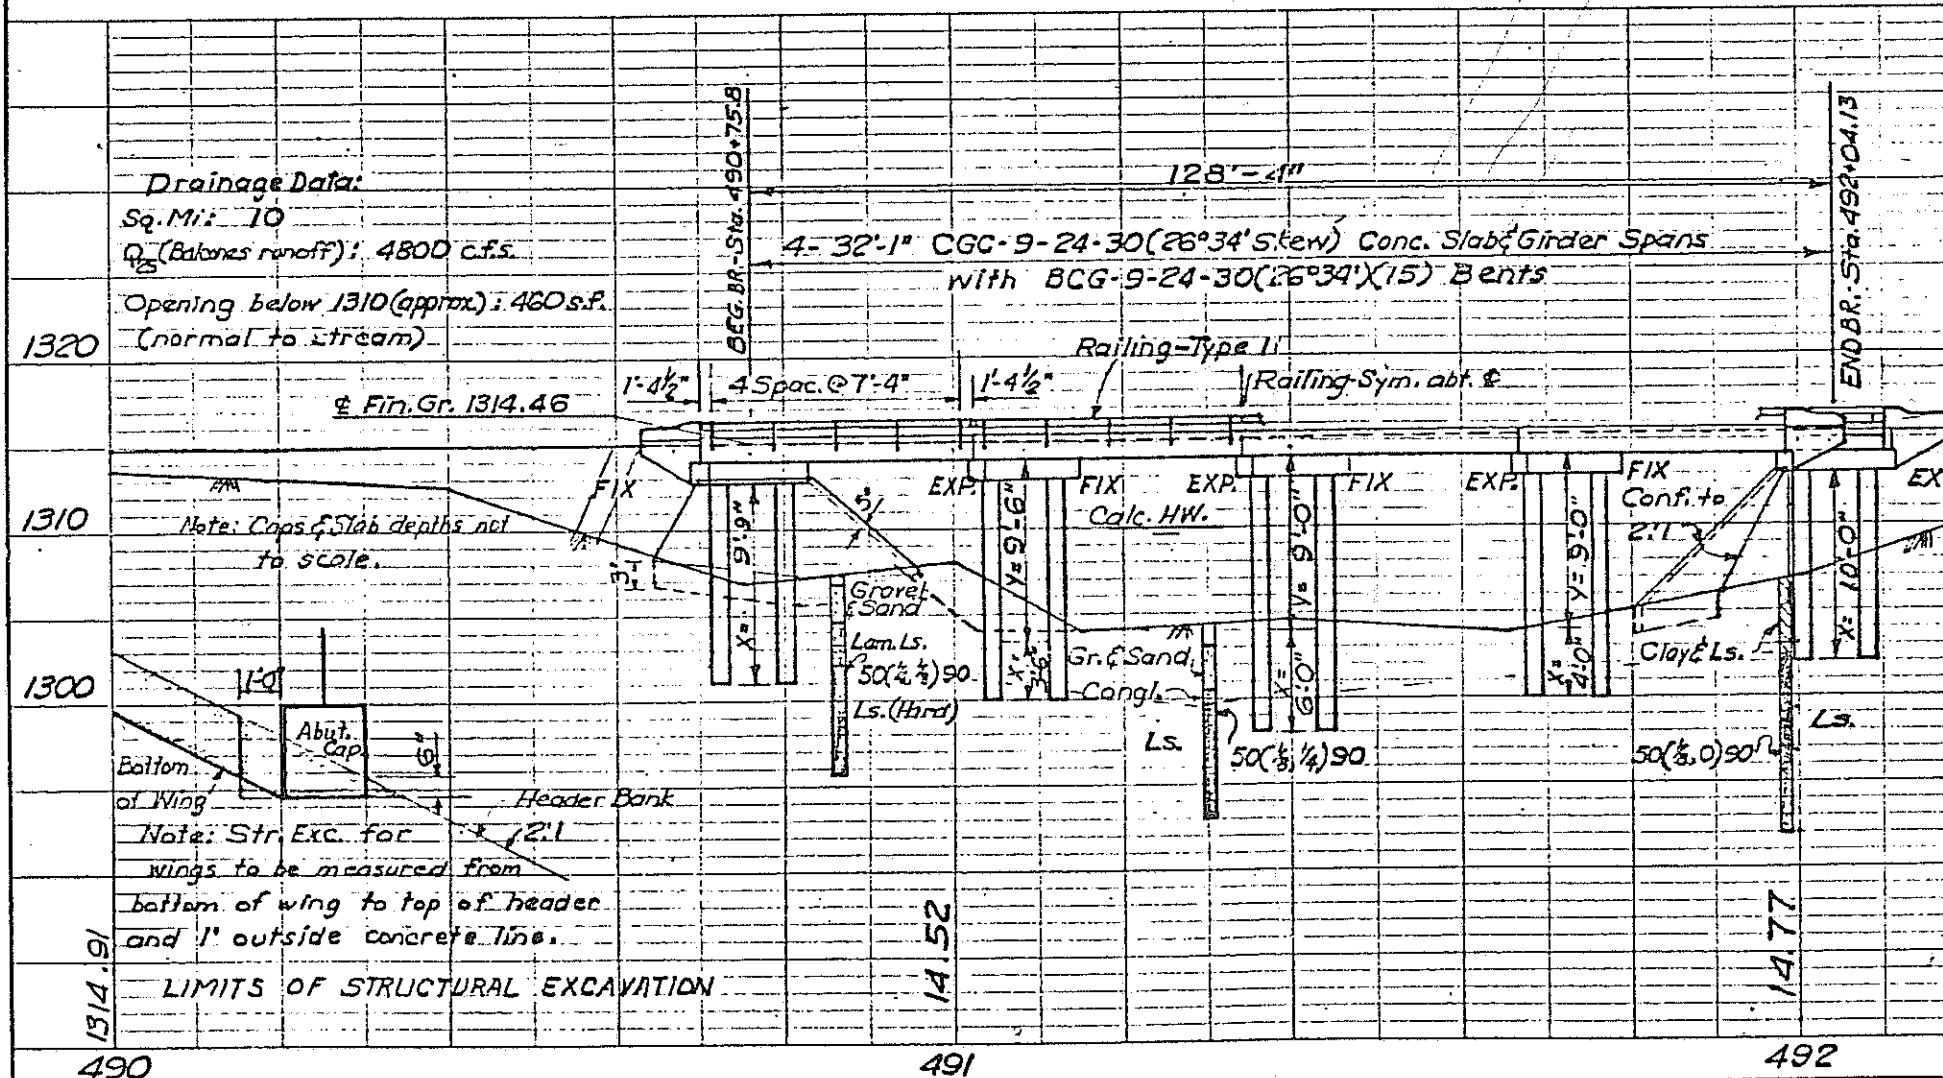 Drainage Data:
Sq. Mi: 10
Q25 (Balcones runoff): 4800 c.f.s.
Opening below 1310 (approx): 460 s.f.
(normal to stream)
BEG. BR.-Sta. 490+75.8
128'-4"
4- 32'-1" CGC-9-24-30(26°34' Skew) Conc. Slab & Girder Spans
with BCG-9-24-30(26°34')(15) Bents
END BR.-Sta. 492+04.13
1320
1310
1300
℄ Fin. Gr. 1314.46
1'-4½"
4 Spac. @ 7'-4"
1'-4½"
Railing-Type 11
Railing-Sym. abt. ℄
FIX
EXP.
FIX
EXP.
FIX
EXP.
FIX
EX
Note: Caps & Slab depths not
to scale.
Calc. HW.
Conf. to
2:1
3'
5'
X= 9'-9"
Y= 9'-6"
X= 3'-6"
Y= 9'-0"
X= 6'-0"
Y= 9'-0"
X= 4'-0"
X= 10'-0"
Gravel
& Sand
Lam. Ls.
50(¼,½)90
Ls. (Hard)
Gr. & Sand
Congl.
Ls.
50(⅛,¼)90
Clay & Ls.
Ls.
50(⅛,0)90
1'-0"
Abut.
Cap
6"
Bottom
of Wing
Header Bank
2:1
Note: Str. Exc. for
wings to be measured from
bottom of wing to top of header
and 1' outside concrete line.
LIMITS OF STRUCTURAL EXCAVATION
1314.91
14.52
14.77
490
491
492